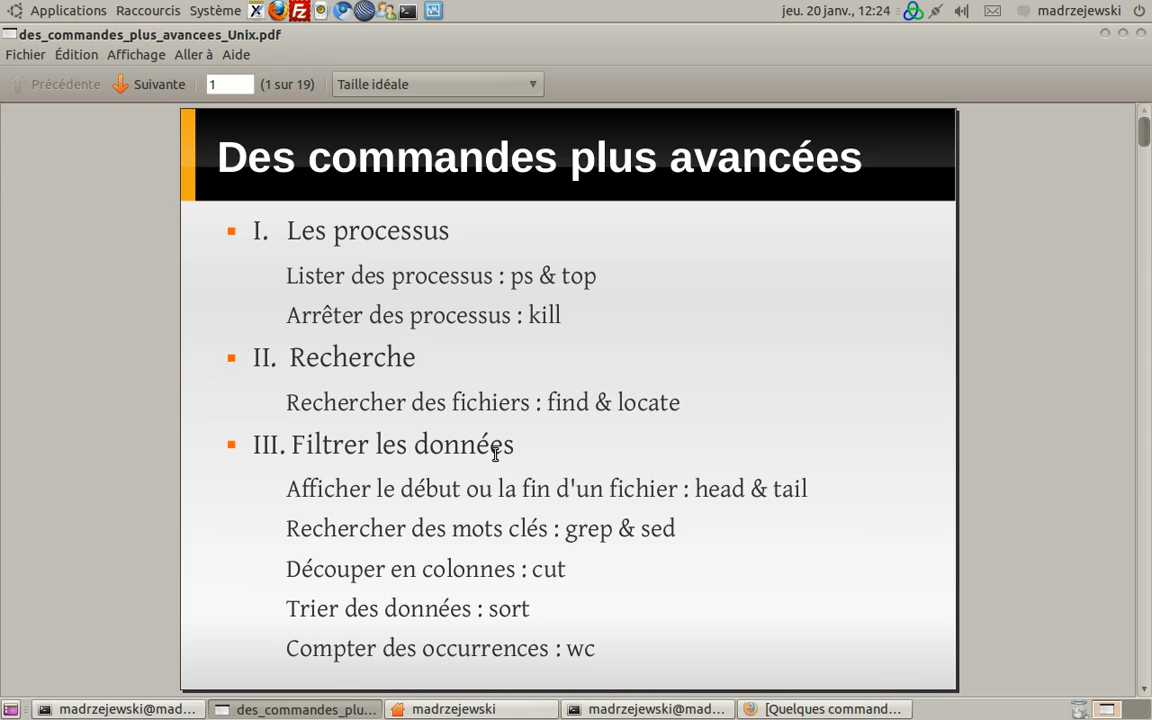 Applications Raccourcis Système jeu. 20 janv., 12:24 madrzejewski
des_commandes_plus_avancees_Unix.pdf
Fichier Édition Affichage Aller à Aide
Précédente Suivante 1 (1 sur 19) Taille idéale
Des commandes plus avancées
I. Les processus
Lister des processus : ps & top
Arrêter des processus : kill
II. Recherche
Rechercher des fichiers : find & locate
III. Filtrer les données
Afficher le début ou la fin d'un fichier : head & tail
Rechercher des mots clés : grep & sed
Découper en colonnes : cut
Trier des données : sort
Compter des occurrences : wc
madrzejewski@mad... des_commandes_plu... madrzejewski madrzejewski@mad... [Quelques command...